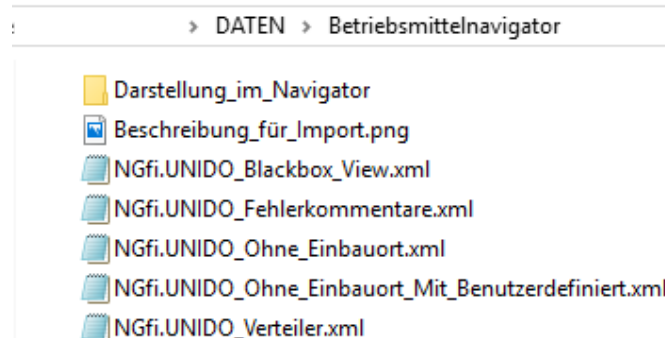 > DATEN > Betriebsmittelnavigator
Darstellung_im_Navigator
Beschreibung_für_Import.png
NGfi.UNIDO_Blackbox_View.xml
NGfi.UNIDO_Fehlerkommentare.xml
NGfi.UNIDO_Ohne_Einbauort.xml
NGfi.UNIDO_Ohne_Einbauort_Mit_Benutzerdefiniert.xml
NGfi.UNIDO_Verteiler.xml